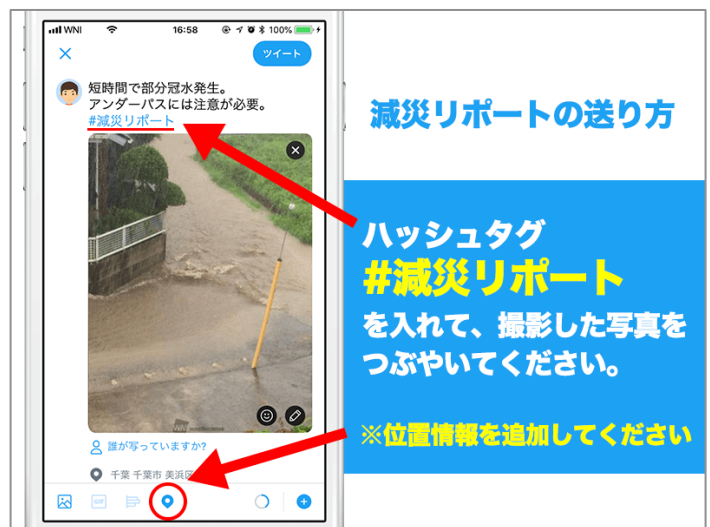 WNI 16:58 100%
ツイート
短時間で部分冠水発生。
アンダーパスには注意が必要。
#減災リポート
誰が写っていますか?
千葉 千葉市 美浜区
GIF
減災リポートの送り方
ハッシュタグ
#減災リポート
を入れて、撮影した写真を
つぶやいてください。
※位置情報を追加してください